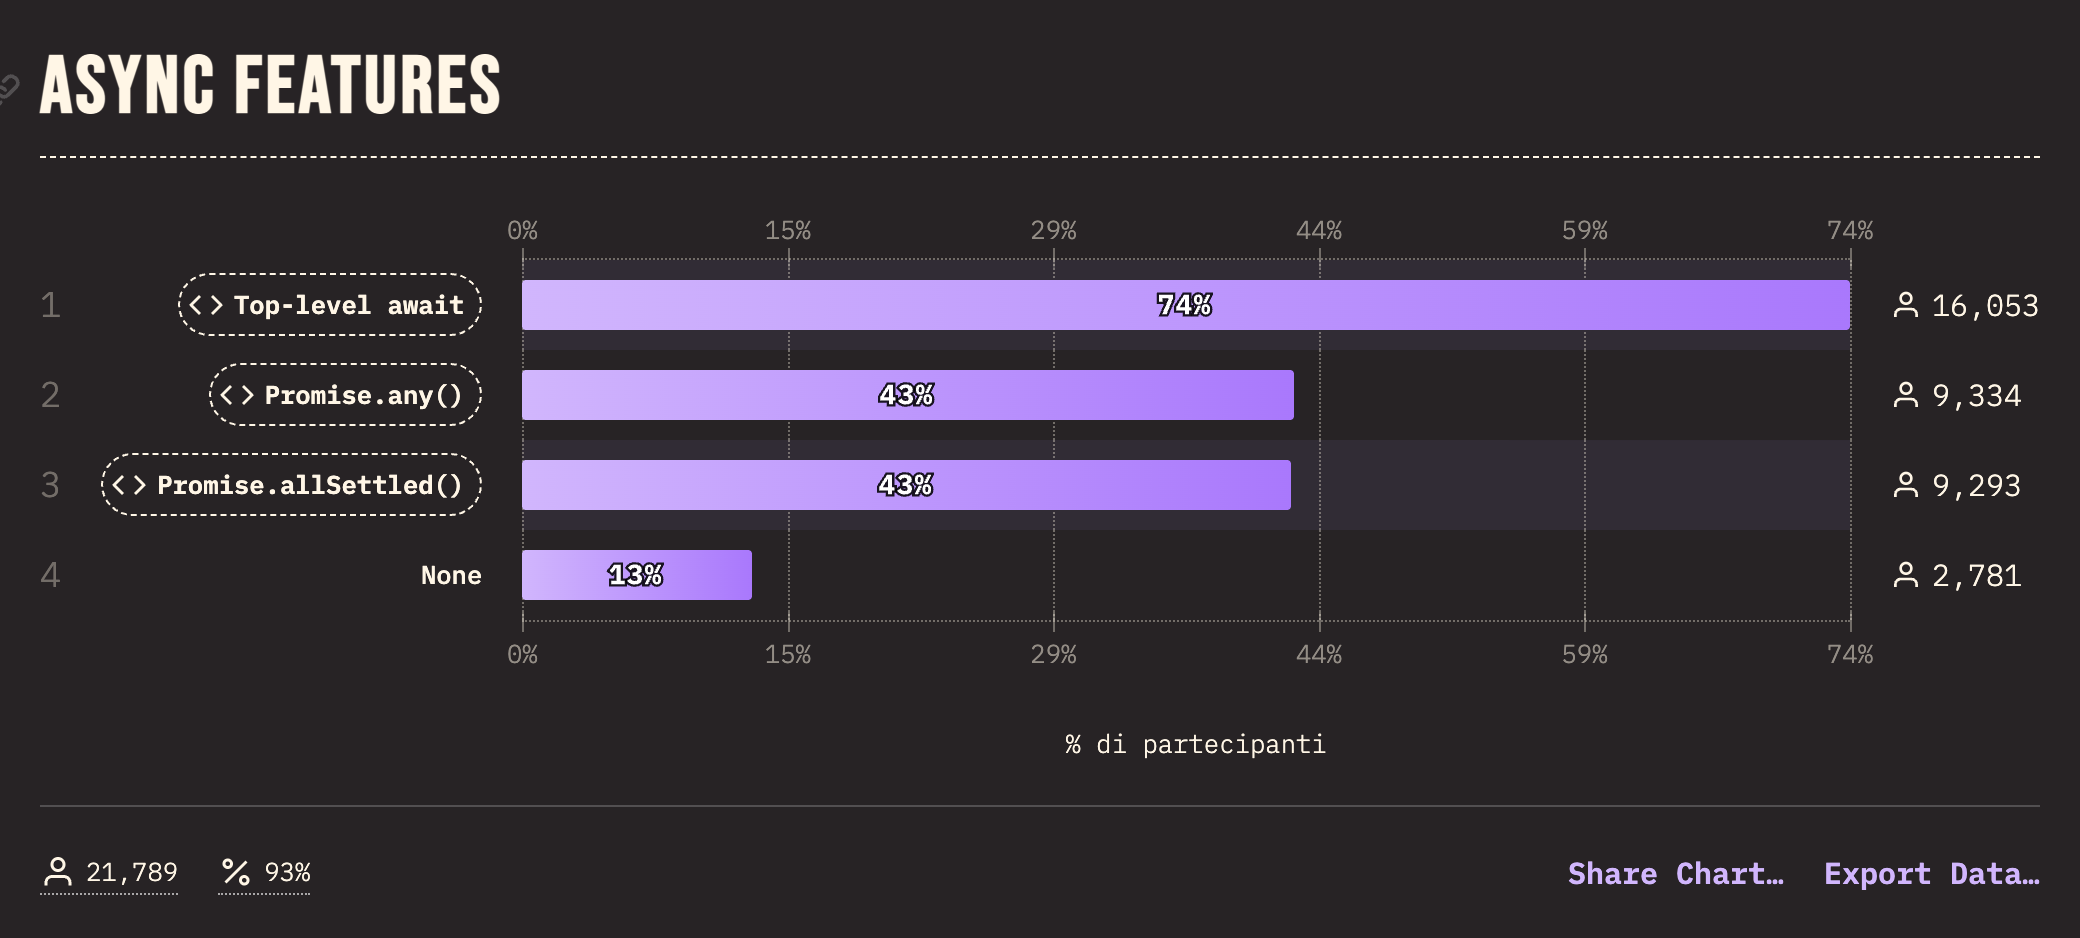 ASYNC FEATURES
0% 15% 29% 44% 59% 74%
1 <> Top-level await 74% 16,053
2 <> Promise.any() 43% 9,334
3 <> Promise.allSettled() 43% 9,293
4 None 13% 2,781
0% 15% 29% 44% 59% 74%
% di partecipanti
21,789 % 93% Share Chart… Export Data…